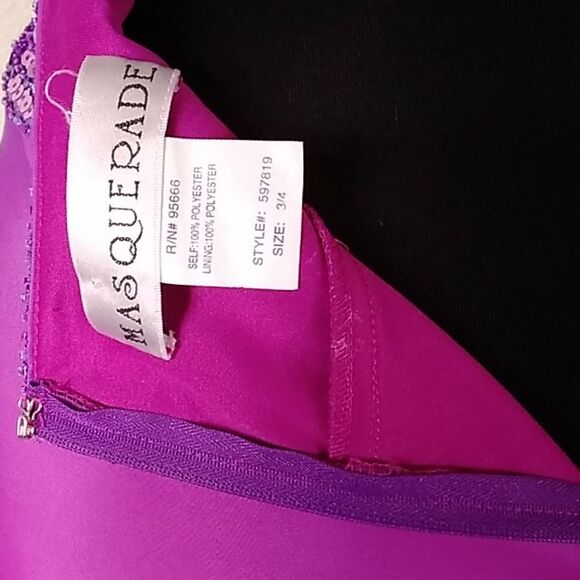 MASQUERADE
R/N# 95666
SELF:100% POLYESTER
LINING:100% POLYESTER
STYLE#: 597819
SIZE: 3/4